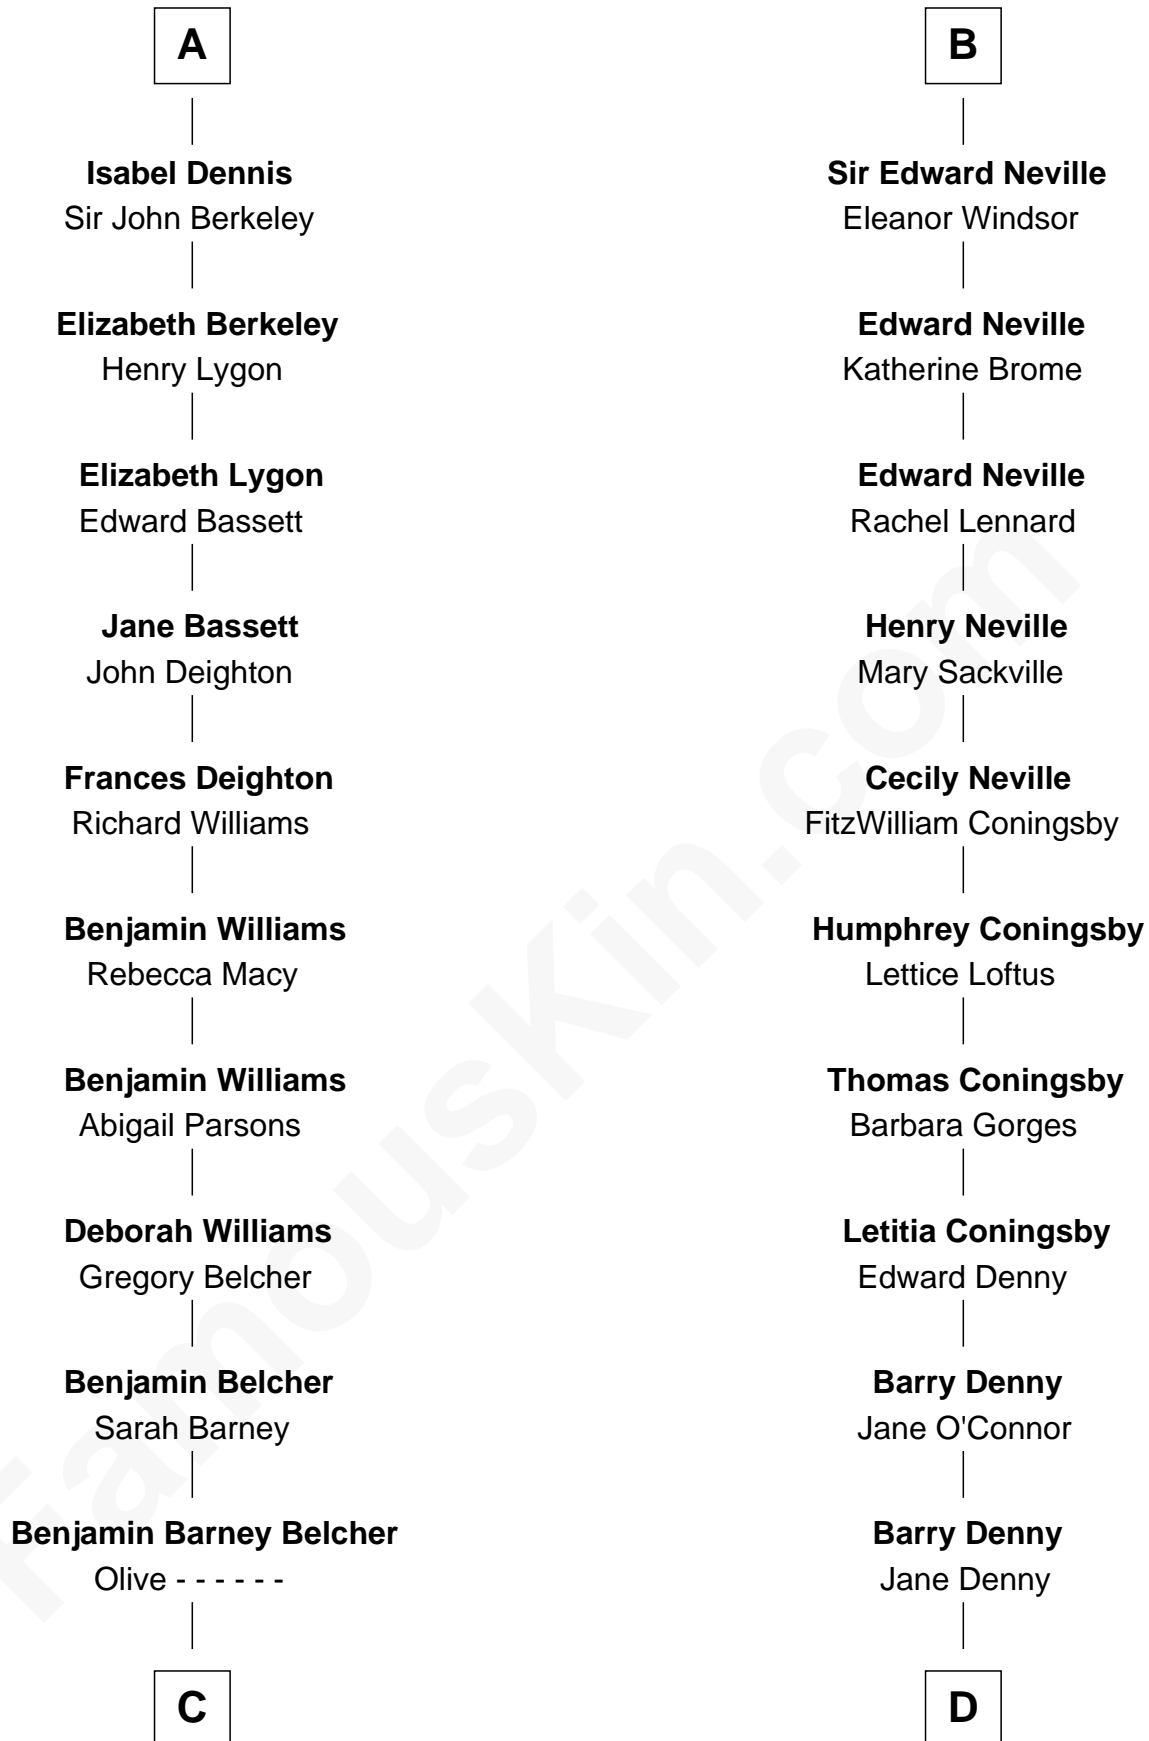 A
Isabel Dennis
Sir John Berkeley
Elizabeth Berkeley
Henry Lygon
Elizabeth Lygon
Edward Bassett
Jane Bassett
John Deighton
Frances Deighton
Richard Williams
Benjamin Williams
Rebecca Macy
Benjamin Williams
Abigail Parsons
Deborah Williams
Gregory Belcher
Benjamin Belcher
Sarah Barney
Benjamin Barney Belcher
Olive - - - - - -
C
B
Sir Edward Neville
Eleanor Windsor
Edward Neville
Katherine Brome
Edward Neville
Rachel Lennard
Henry Neville
Mary Sackville
Cecily Neville
FitzWilliam Coningsby
Humphrey Coningsby
Lettice Loftus
Thomas Coningsby
Barbara Gorges
Letitia Coningsby
Edward Denny
Barry Denny
Jane O'Connor
Barry Denny
Jane Denny
D
FamousKin.com